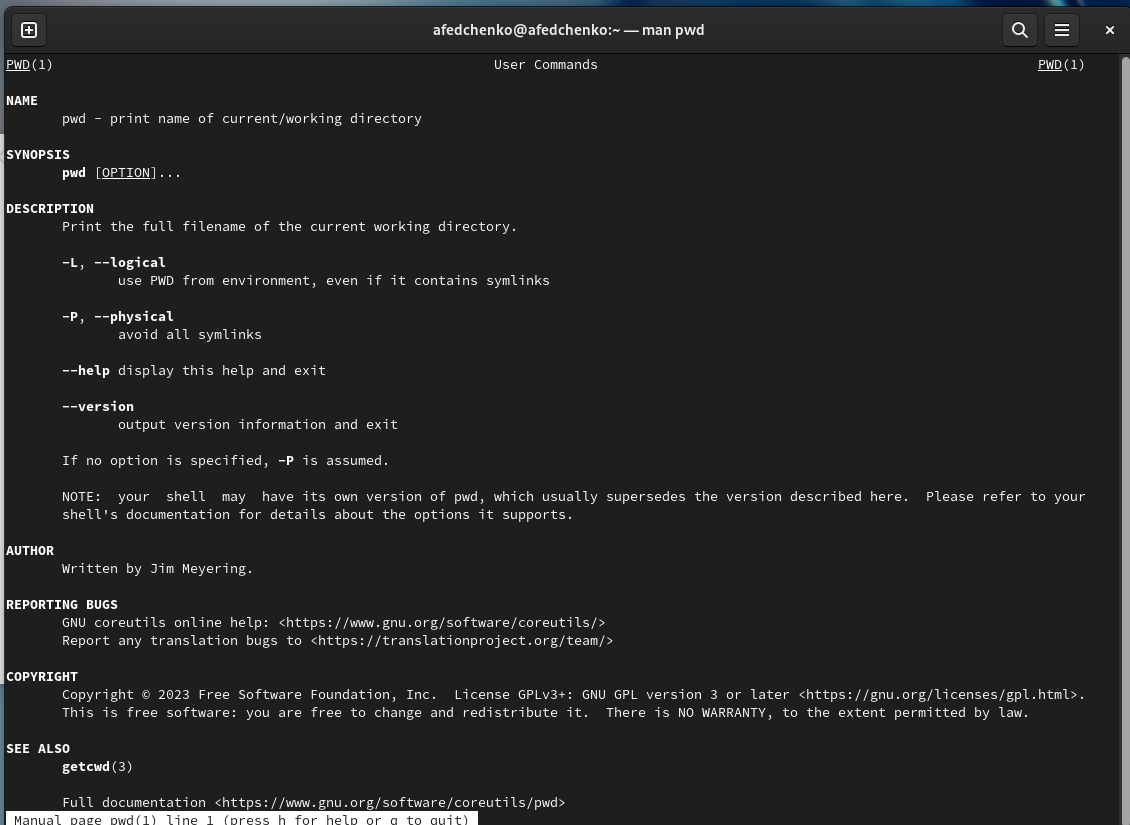 afedchenko@afedchenko:~ — man pwd
PWD(1) User Commands PWD(1)
NAME
pwd - print name of current/working directory
SYNOPSIS
pwd [OPTION]...
DESCRIPTION
Print the full filename of the current working directory.
-L, --logical
use PWD from environment, even if it contains symlinks
-P, --physical
avoid all symlinks
--help display this help and exit
--version
output version information and exit
If no option is specified, -P is assumed.
NOTE:  your  shell  may  have its own version of pwd, which usually supersedes the version described here.  Please refer to your
shell's documentation for details about the options it supports.
AUTHOR
Written by Jim Meyering.
REPORTING BUGS
GNU coreutils online help: <https://www.gnu.org/software/coreutils/>
Report any translation bugs to <https://translationproject.org/team/>
COPYRIGHT
Copyright © 2023 Free Software Foundation, Inc.  License GPLv3+: GNU GPL version 3 or later <https://gnu.org/licenses/gpl.html>.
This is free software: you are free to change and redistribute it.  There is NO WARRANTY, to the extent permitted by law.
SEE ALSO
getcwd(3)
Full documentation <https://www.gnu.org/software/coreutils/pwd>
Manual page pwd(1) line 1 (press h for help or q to quit)